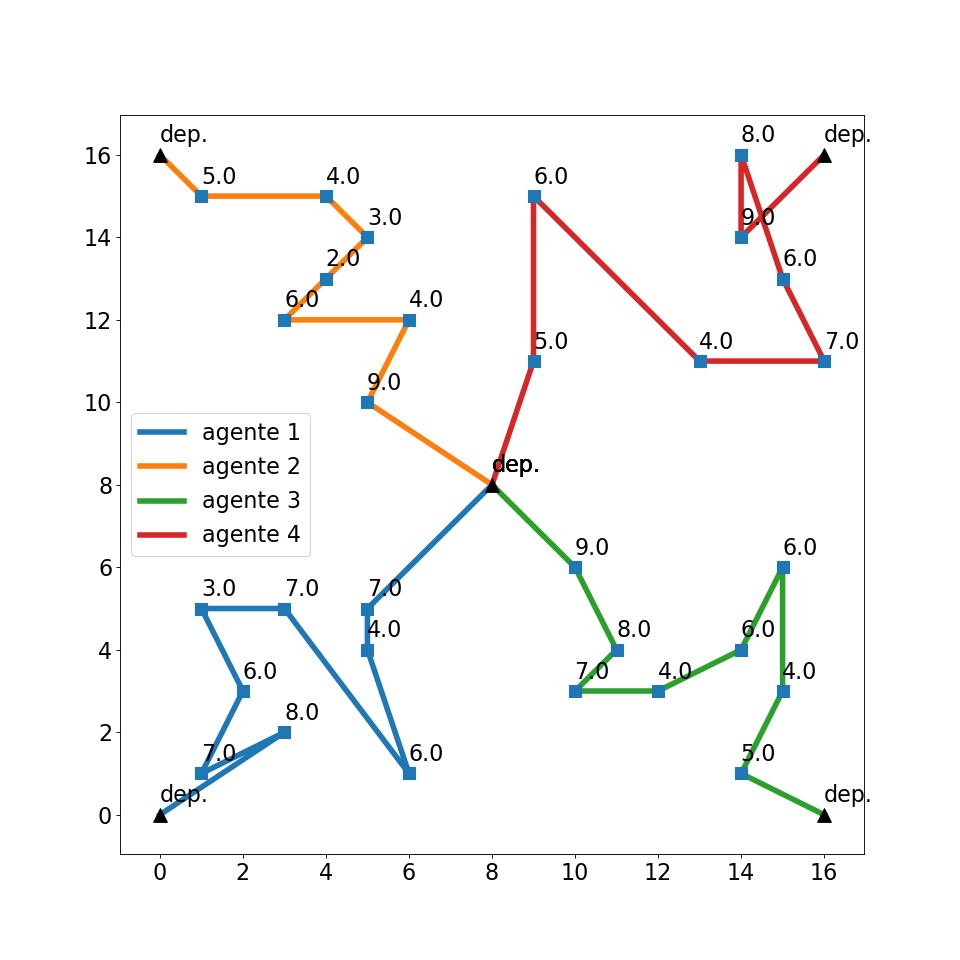 dep. 8.0 dep.
16
5.0 4.0 6.0
3.0 9.0
14
2.0 6.0
6.0 4.0
12
5.0 4.0 7.0
9.0
10
agente 1
agente 2
agente 3
agente 4
dep.
8
9.0 6.0
6
3.0 7.0 7.0
4.0 8.0 6.0
4
6.0 7.0 4.0 4.0
8.0
2
7.0 6.0 5.0
dep. dep.
0
0 2 4 6 8 10 12 14 16